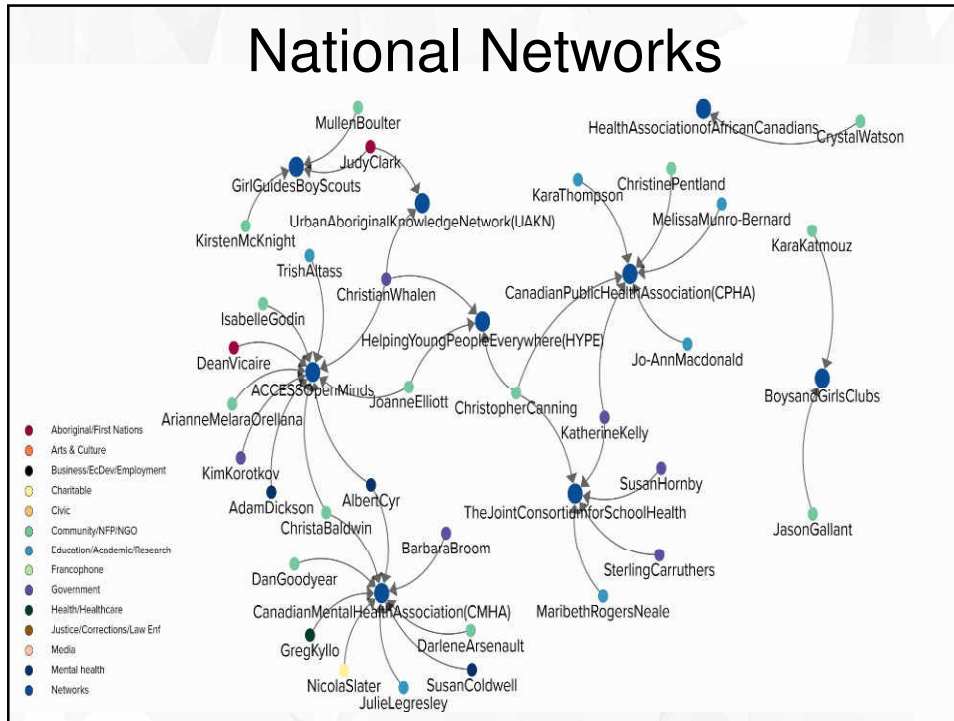 National Networks
MullenBoulter
HealthAssociationofAfricanCanadians
CrystalWatson
JudyClark
GirlGuidesBoyScouts
KaraThompson
ChristinePentland
MelissaMunro-Bernard
UrbanAboriginalKnowledgeNetwork(UAKN)
KirstenMcKnight
KaraKatmouz
TrishAltass
ChristianWhalen
CanadianPublicHealthAssociation(CPHA)
IsabelleGodin
HelpingYoungPeopleEverywhere(HYPE)
DeanVicaire
Jo-AnnMacdonald
ACCESSOpenMinds
JoanneElliott
ChristopherCanning
BoysandGirlsClubs
ArianneMelaraOrellana
KatherineKelly
KimKorotkov
SusanHornby
AdamDickson
AlbertCyr
TheJointConsortiumforSchoolHealth
ChristaBaldwin
JasonGallant
BarbaraBroom
SterlingCarruthers
DanGoodyear
CanadianMentalHealthAssociation(CMHA)
MaribethRogersNeale
GregKyllo
DarleneArsenault
NicolaSlater
SusanColdwell
JulieLegresley
Aboriginal/First Nations
Arts & Culture
Business/EcDev/Employment
Charitable
Civic
Community/NFP/NGO
Education/Academic/Research
Francophone
Government
Health/Healthcare
Justice/Corrections/Law Enf
Media
Mental health
Networks